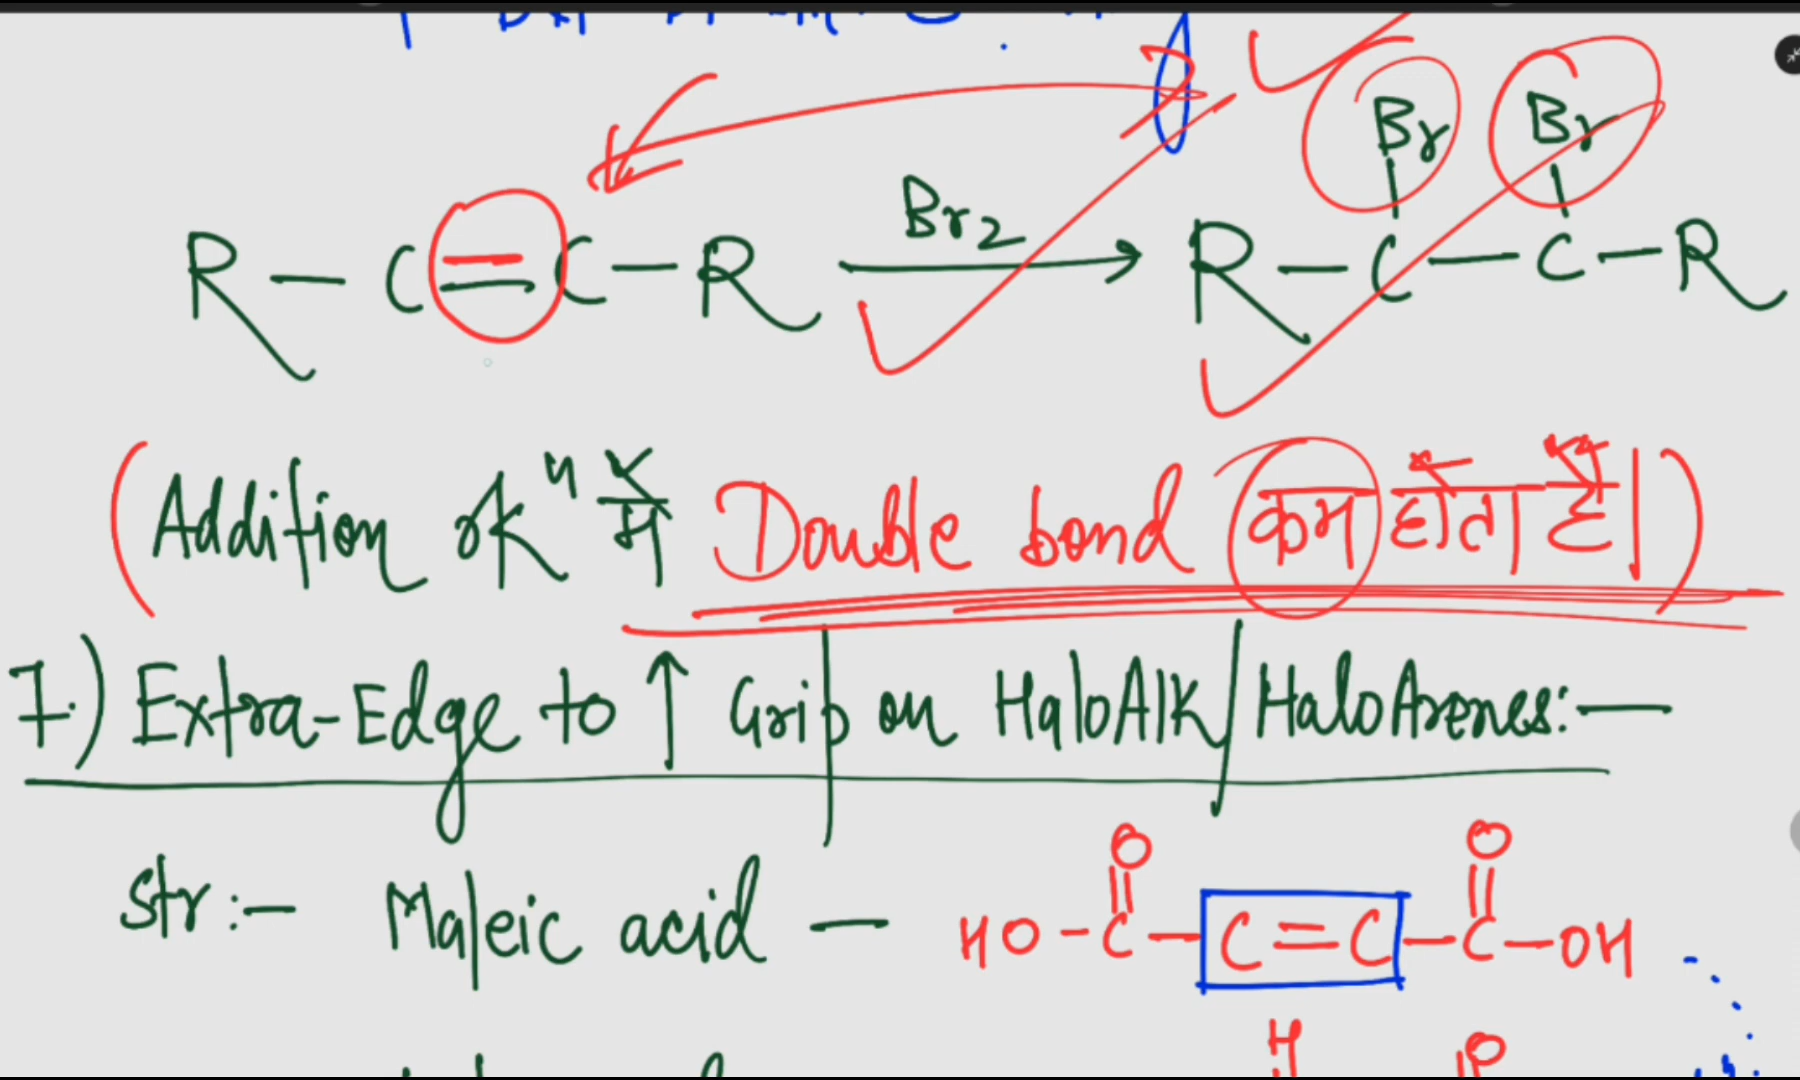 Br Br
R - C = C - R Br2 → R - C - C - R
(Addition rxn में Double bond कम होता है।)
7.) Extra-Edge to ↑ Grip on HaloAlk/HaloArenes:-
O O
Str:- Maleic acid - HO - C - C = C - C - OH
H O